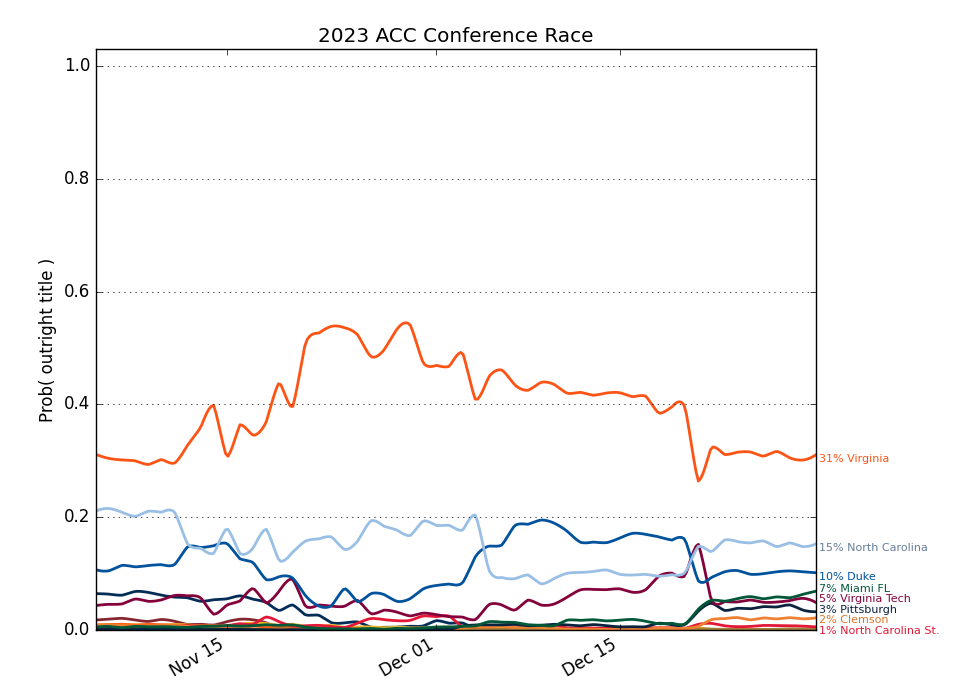 2023 ACC Conference Race
Prob( outright title )
1.0
0.8
0.6
0.4
0.2
0.0
Nov 15
Dec 01
Dec 15
31% Virginia
15% North Carolina
10% Duke
7% Miami FL
5% Virginia Tech
3% Pittsburgh
2% Clemson
1% North Carolina St.